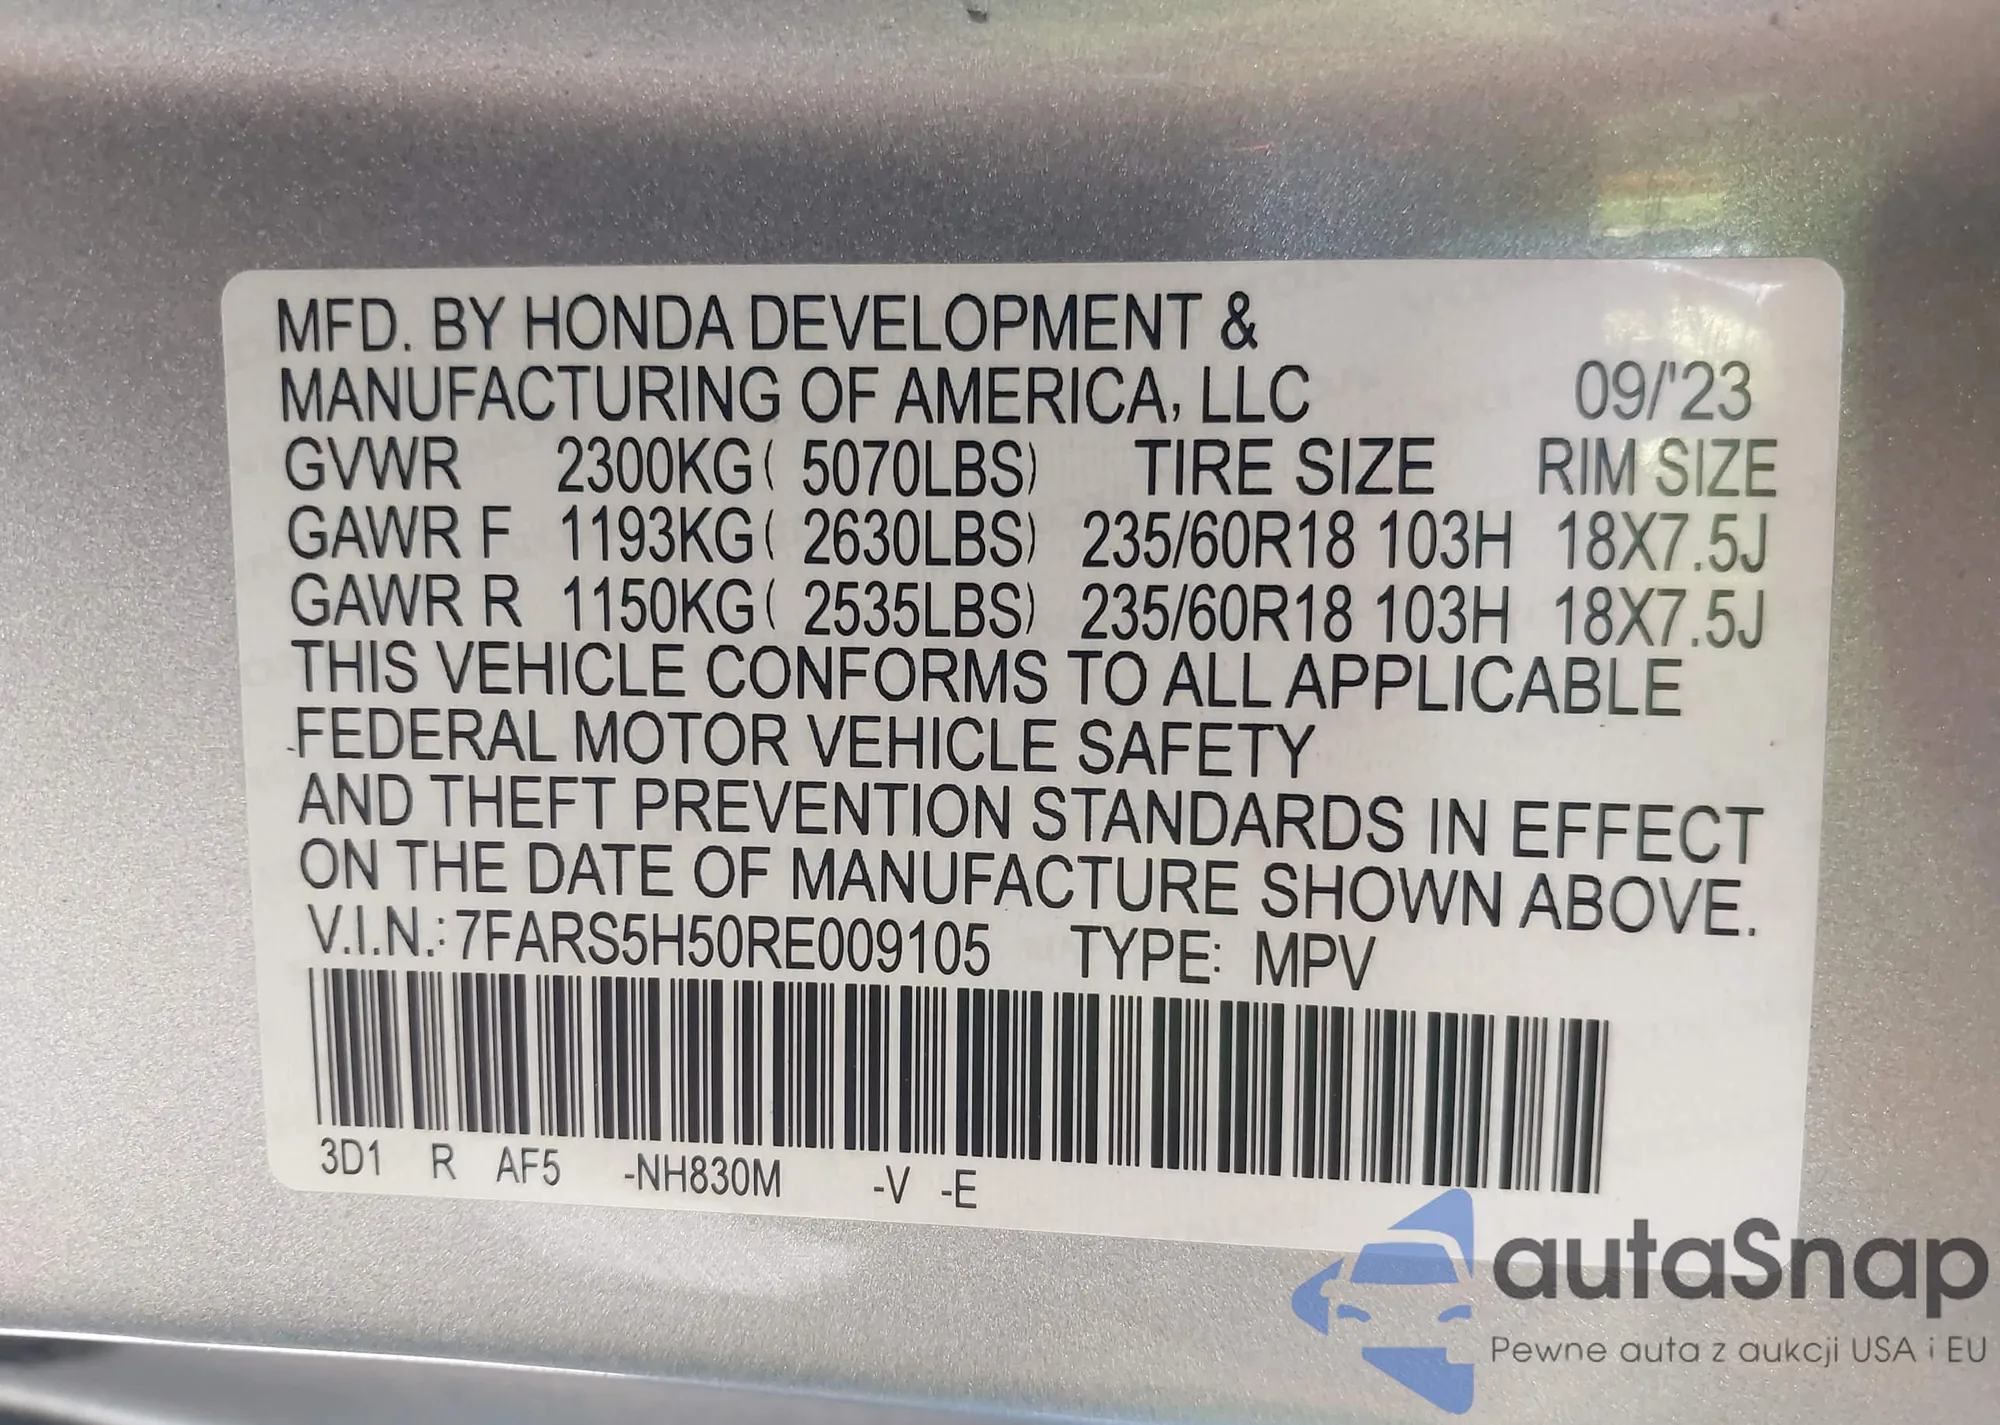 MFD. BY HONDA DEVELOPMENT &
MANUFACTURING OF AMERICA, LLC 09/'23
GVWR 2300KG( 5070LBS) TIRE SIZE RIM SIZE
GAWR F 1193KG( 2630LBS) 235/60R18 103H 18X7.5J
GAWR R 1150KG( 2535LBS) 235/60R18 103H 18X7.5J
THIS VEHICLE CONFORMS TO ALL APPLICABLE
FEDERAL MOTOR VEHICLE SAFETY
AND THEFT PREVENTION STANDARDS IN EFFECT
ON THE DATE OF MANUFACTURE SHOWN ABOVE.
V.I.N.: 7FARS5H50RE009105 TYPE: MPV
3D1 R AF5 -NH830M -V -E
autaSnap
Pewne auta z aukcji USA i EU